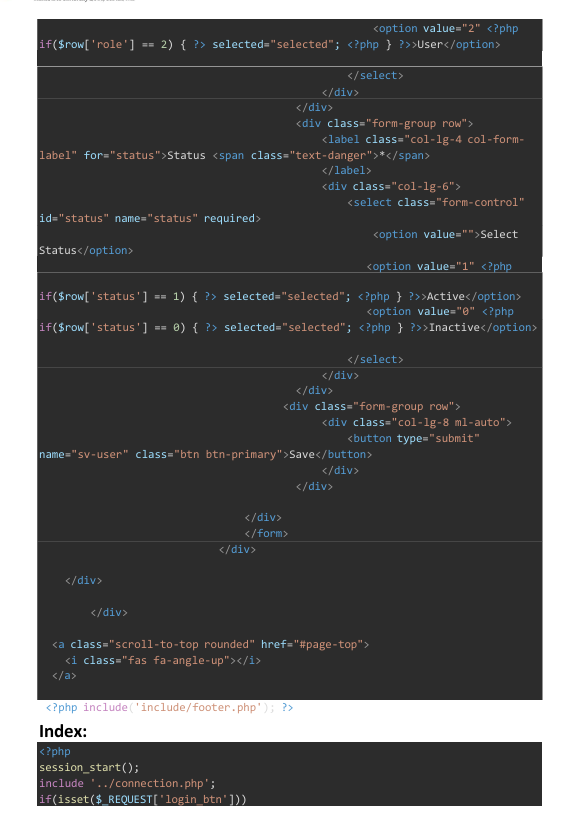 <option value="2" <?php
if($row['role'] == 2) { ?> selected="selected"; <?php } ?>>User</option>
</select>
</div>
</div>
<div class="form-group row">
<label class="col-lg-4 col-form-
label" for="status">Status <span class="text-danger">*</span>
</label>
<div class="col-lg-6">
<select class="form-control"
id="status" name="status" required>
<option value="">Select
Status</option>
<option value="1" <?php
if($row['status'] == 1) { ?> selected="selected"; <?php } ?>>Active</option>
<option value="0" <?php
if($row['status'] == 0) { ?> selected="selected"; <?php } ?>>Inactive</option>
</select>
</div>
</div>
<div class="form-group row">
<div class="col-lg-8 ml-auto">
<button type="submit"
name="sv-user" class="btn btn-primary">Save</button>
</div>
</div>
</div>
</form>
</div>
</div>
</div>
<a class="scroll-to-top rounded" href="#page-top">
<i class="fas fa-angle-up"></i>
</a>
<?php include('include/footer.php'); ?>
Index:
<?php
session_start();
include '../connection.php';
if(isset($_REQUEST['login_btn']))